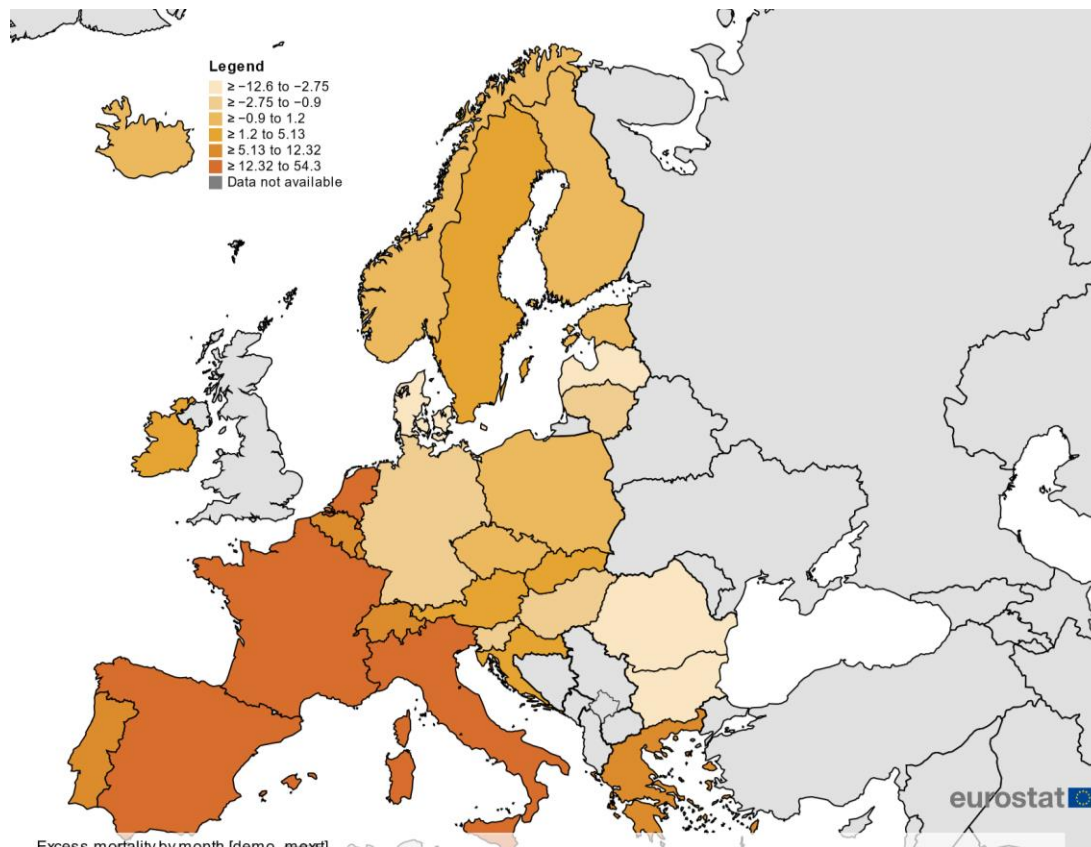 Legend
≥ −12.6 to −2.75
≥ −2.75 to −0.9
≥ −0.9 to 1.2
≥ 1.2 to 5.13
≥ 5.13 to 12.32
≥ 12.32 to 54.3
Data not available
eurostat
Excess mortality by month [demo_mexrt]